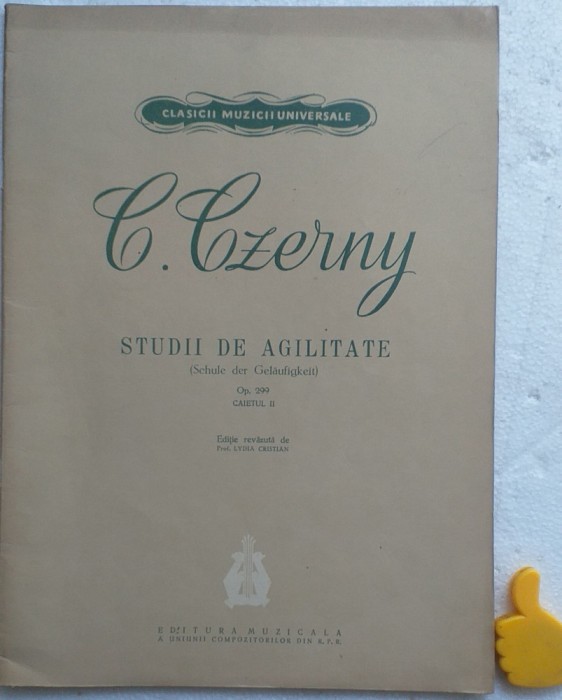 CLASICII MUZICII UNIVERSALE
C. Czerny
STUDII DE AGILITATE
(Schule der Geläufigkeit)
Op. 299
CAIETUL II
Ediție revăzută de
Prof. LYDIA CRISTIAN
EDITURA MUZICALA
A UNIUNII COMPOZITORILOR DIN R.P.R.